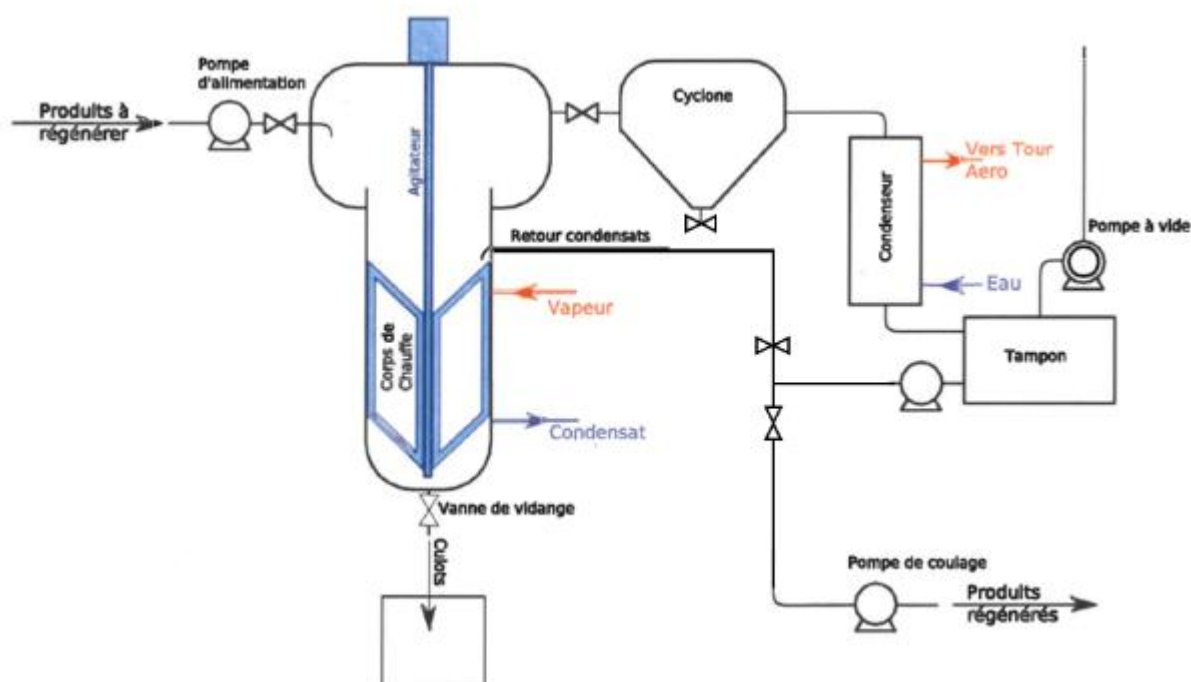 Pompe
d'alimentation
Produits à
régénérer
Agitateur
Cyclone
Vers Tour
Aero
Condenseur
Pompe à vide
Retour condensats
Eau
Vapeur
Corps de
Chauffe
Tampon
Condensat
Vanne de vidange
Culots
Pompe de coulage
Produits
régénérés